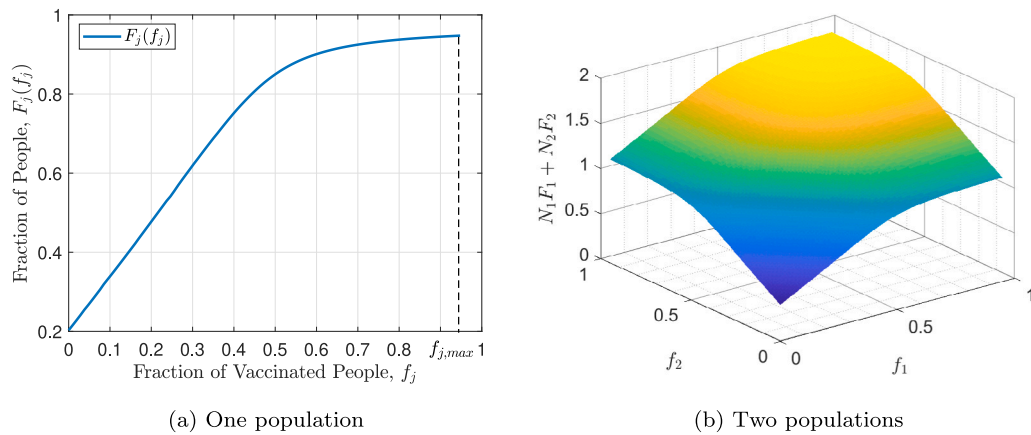 F_j(f_j)
Fraction of People, F_j(f_j)
1
0.8
0.6
0.4
0.2
0 0.1 0.2 0.3 0.4 0.5 0.6 0.7 0.8 f_{j,max} 1
Fraction of Vaccinated People, f_j
(a) One population
N_1F_1 + N_2F_2
2
1.5
1
0.5
0
1
0.5
0
f_2
0
0.5
1
f_1
(b) Two populations